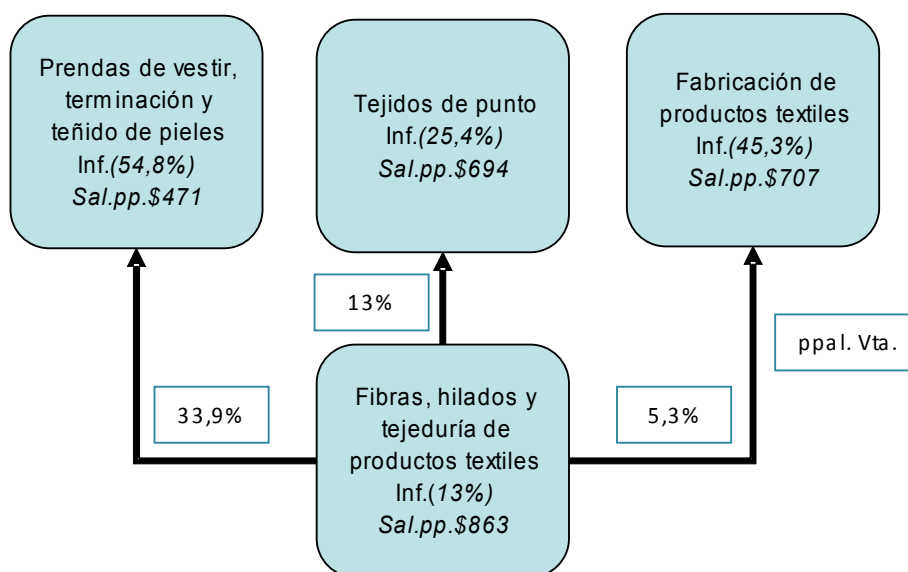 Prendas de vestir,
terminación y
teñido de pieles
Inf.(54,8%)
Sal.pp.$471
Tejidos de punto
Inf.(25,4%)
Sal.pp.$694
Fabricación de
productos textiles
Inf.(45,3%)
Sal.pp.$707
13%
ppal. Vta.
33,9%
5,3%
Fibras, hilados y
tejeduría de
productos textiles
Inf.(13%)
Sal.pp.$863